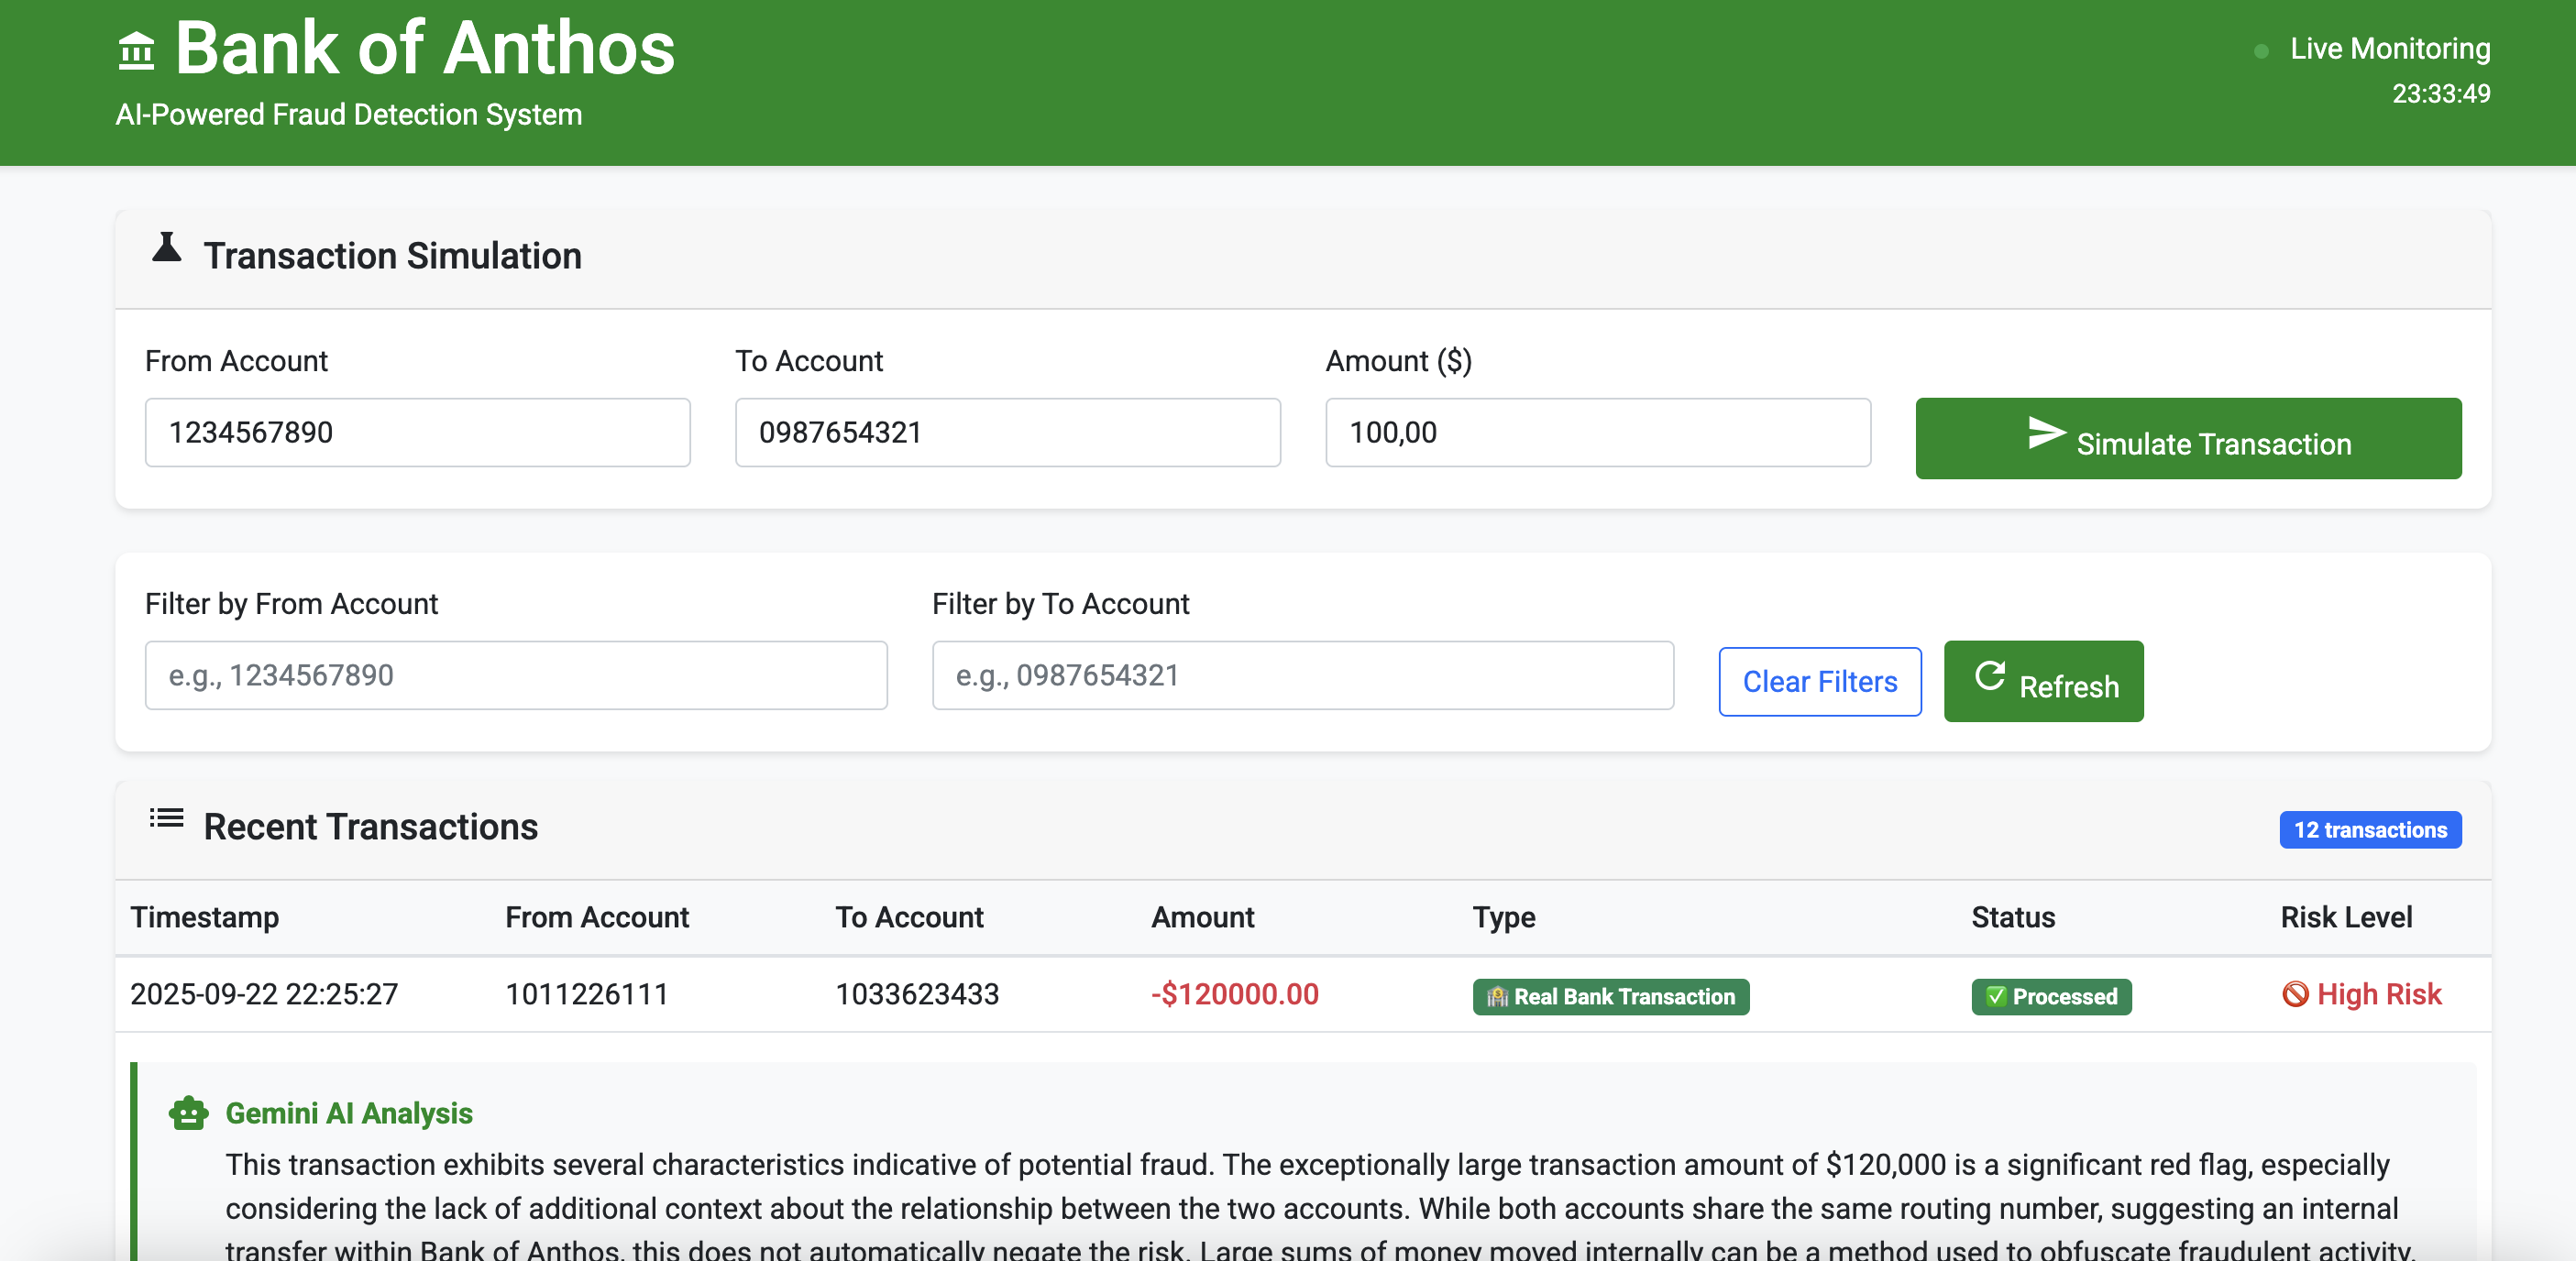 Bank of Anthos
AI-Powered Fraud Detection System
Live Monitoring
23:33:49
Transaction Simulation
From Account
To Account
Amount ($)
1234567890
0987654321
100,00
Simulate Transaction
Filter by From Account
Filter by To Account
e.g., 1234567890
e.g., 0987654321
Clear Filters
Refresh
Recent Transactions
12 transactions
Timestamp From Account To Account Amount Type Status Risk Level
2025-09-22 22:25:27 1011226111 1033623433 -$120000.00 Real Bank Transaction Processed High Risk
Gemini AI Analysis
This transaction exhibits several characteristics indicative of potential fraud. The exceptionally large transaction amount of $120,000 is a significant red flag, especially
considering the lack of additional context about the relationship between the two accounts. While both accounts share the same routing number, suggesting an internal
transfer within Bank of Anthos, this does not automatically negate the risk. Large sums of money moved internally can be a method used to obfuscate fraudulent activity.